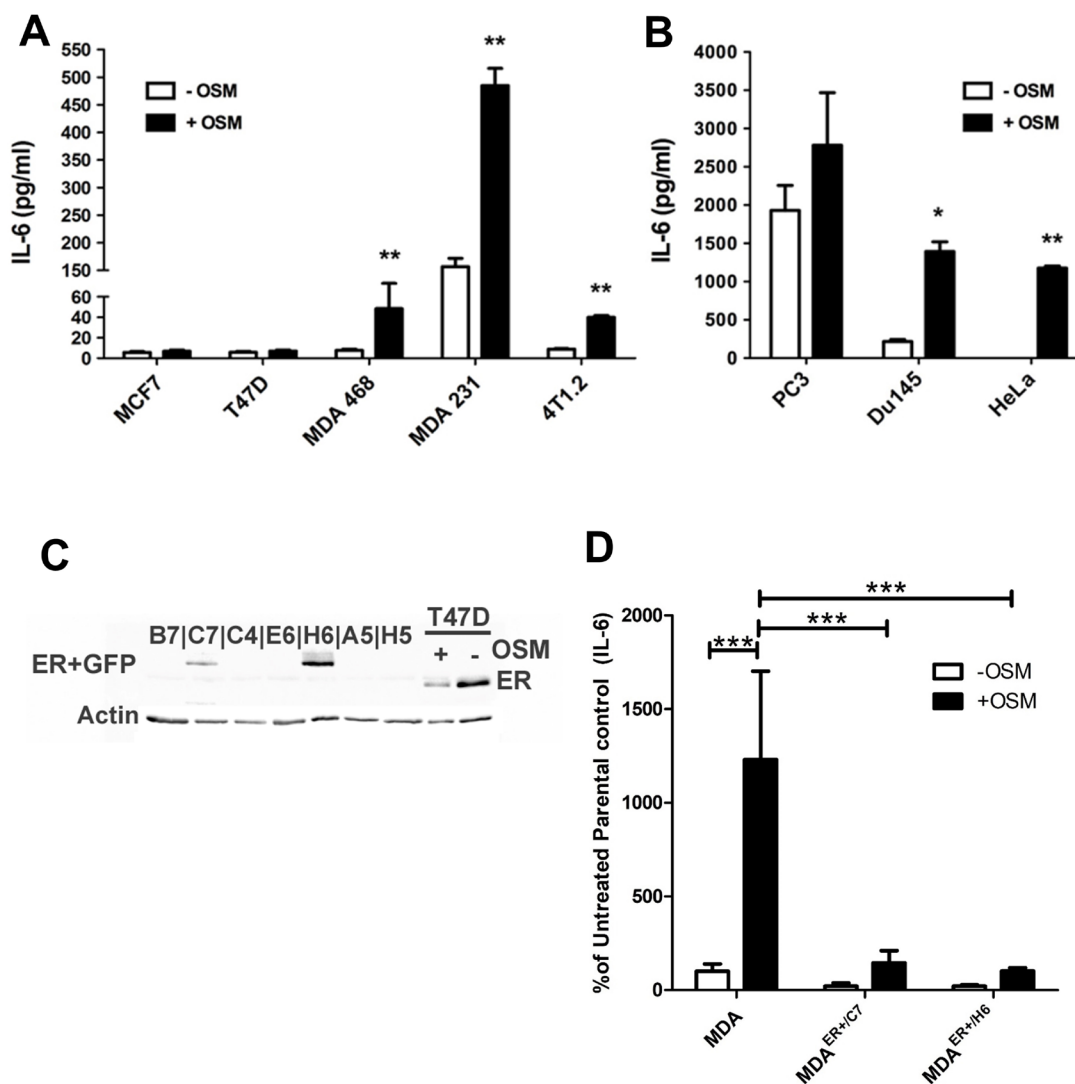 A
IL-6 (pg/ml)
550
500
450
400
350
300
250
200
150
60
40
20
0
- OSM
+ OSM
**
**
**
MCF7
T47D
MDA 468
MDA 231
4T1.2
B
IL-6 (pg/ml)
4000
3500
3000
2500
2000
1500
1000
500
0
- OSM
+ OSM
*
**
PC3
Du145
HeLa
C
T47D
B7|C7|C4|E6|H6|A5|H5
+ - OSM
ER+GFP
ER
Actin
D
%of Untreated Parental control (IL-6)
2000
1500
1000
500
0
***
***
***
-OSM
+OSM
MDA
MDA ER+/C7
MDA ER+/H6